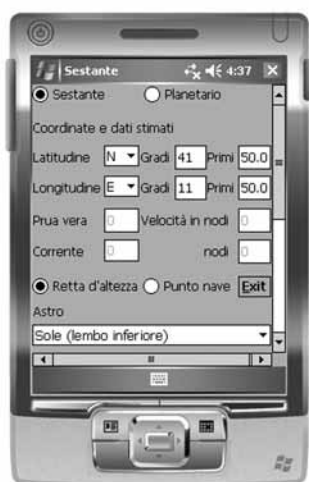 Sestante 4:37
Sestante Planetario
Coordinate e dati stimati
Latitudine N Gradi 41 Primi 50.0
Longitudine E Gradi 11 Primi 50.0
Prua vera 0 Velocità in nodi 0
Corrente 0 nodi 0
Retta d'altezza Punto nave Exit
Astro
Sole (lembo inferiore)